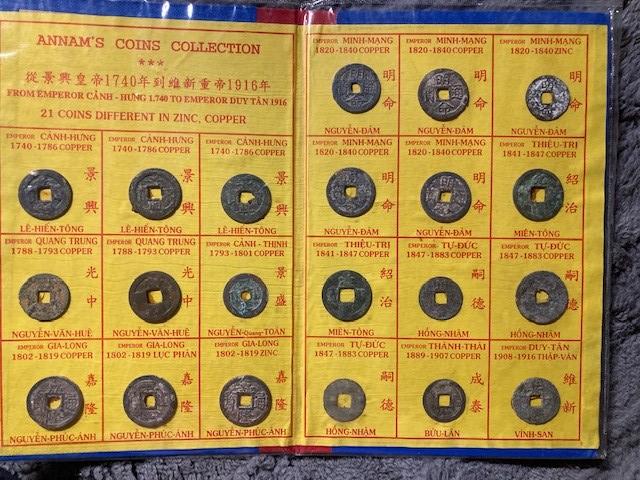 ANNAM'S COINS COLLECTION
★★★
從景興皇帝1740年到維新重帝1916年
FROM EMPEROR CẢNH-HƯNG 1.740 TO EMPEROR DUY TÂN 1916
21 COINS DIFFERENT IN ZINC, COPPER
EMPEROR CẢNH-HƯNG
1740-1786 COPPER
景興
LÊ-HIỂN-TÔNG
EMPEROR CẢNH-HƯNG
1740-1786 COPPER
景興
LÊ-HIỂN-TÔNG
EMPEROR CẢNH-HƯNG
1740-1786 COPPER
景興
LÊ-HIỂN-TÔNG
EMPEROR QUANG TRUNG
1788-1793 COPPER
光中
NGUYỄN-VĂN-HUỆ
EMPEROR QUANG TRUNG
1788-1793 COPPER
光中
NGUYỄN-VĂN-HUỆ
EMPEROR CẢNH-THỊNH
1793-1801 COPPER
景盛
NGUYỄN-Quang-TOẢN
EMPEROR GIA-LONG
1802-1819 COPPER
嘉隆
NGUYỄN-PHÚC-ÁNH
EMPEROR GIA-LONG
1802-1819 LỤC PHÂN
嘉隆
NGUYỄN-PHÚC-ÁNH
EMPEROR GIA-LONG
1802-1819 ZINC
嘉隆
NGUYỄN-PHÚC-ÁNH
EMPEROR MINH-MẠNG
1820-1840 COPPER
明命
NGUYỄN-ĐẢM
EMPEROR MINH-MẠNG
1820-1840 COPPER
明命
NGUYỄN-ĐẢM
EMPEROR MINH-MẠNG
1820-1840 ZINC
明命
NGUYỄN-ĐẢM
EMPEROR MINH-MẠNG
1820-1840 COPPER
明命
NGUYỄN-ĐẢM
EMPEROR MINH-MẠNG
1820-1840 COPPER
明命
NGUYỄN-ĐẢM
EMPEROR THIỆU-TRỊ
1841-1847 COPPER
紹治
MIÊN-TÔNG
EMPEROR THIỆU-TRỊ
1841-1847 COPPER
紹治
MIÊN-TÔNG
EMPEROR TỰ-ĐỨC
1847-1883 COPPER
嗣德
HỒNG-NHẬM
EMPEROR TỰ-ĐỨC
1847-1883 COPPER
嗣德
HỒNG-NHẬM
EMPEROR TỰ-ĐỨC
1847-1883 COPPER
嗣德
HỒNG-NHẬM
EMPEROR THÀNH-THÁI
1889-1907 COPPER
成泰
BỬU-LÂN
EMPEROR DUY-TÂN
1908-1916 THẬP-VĂN
維新
VĨNH-SAN